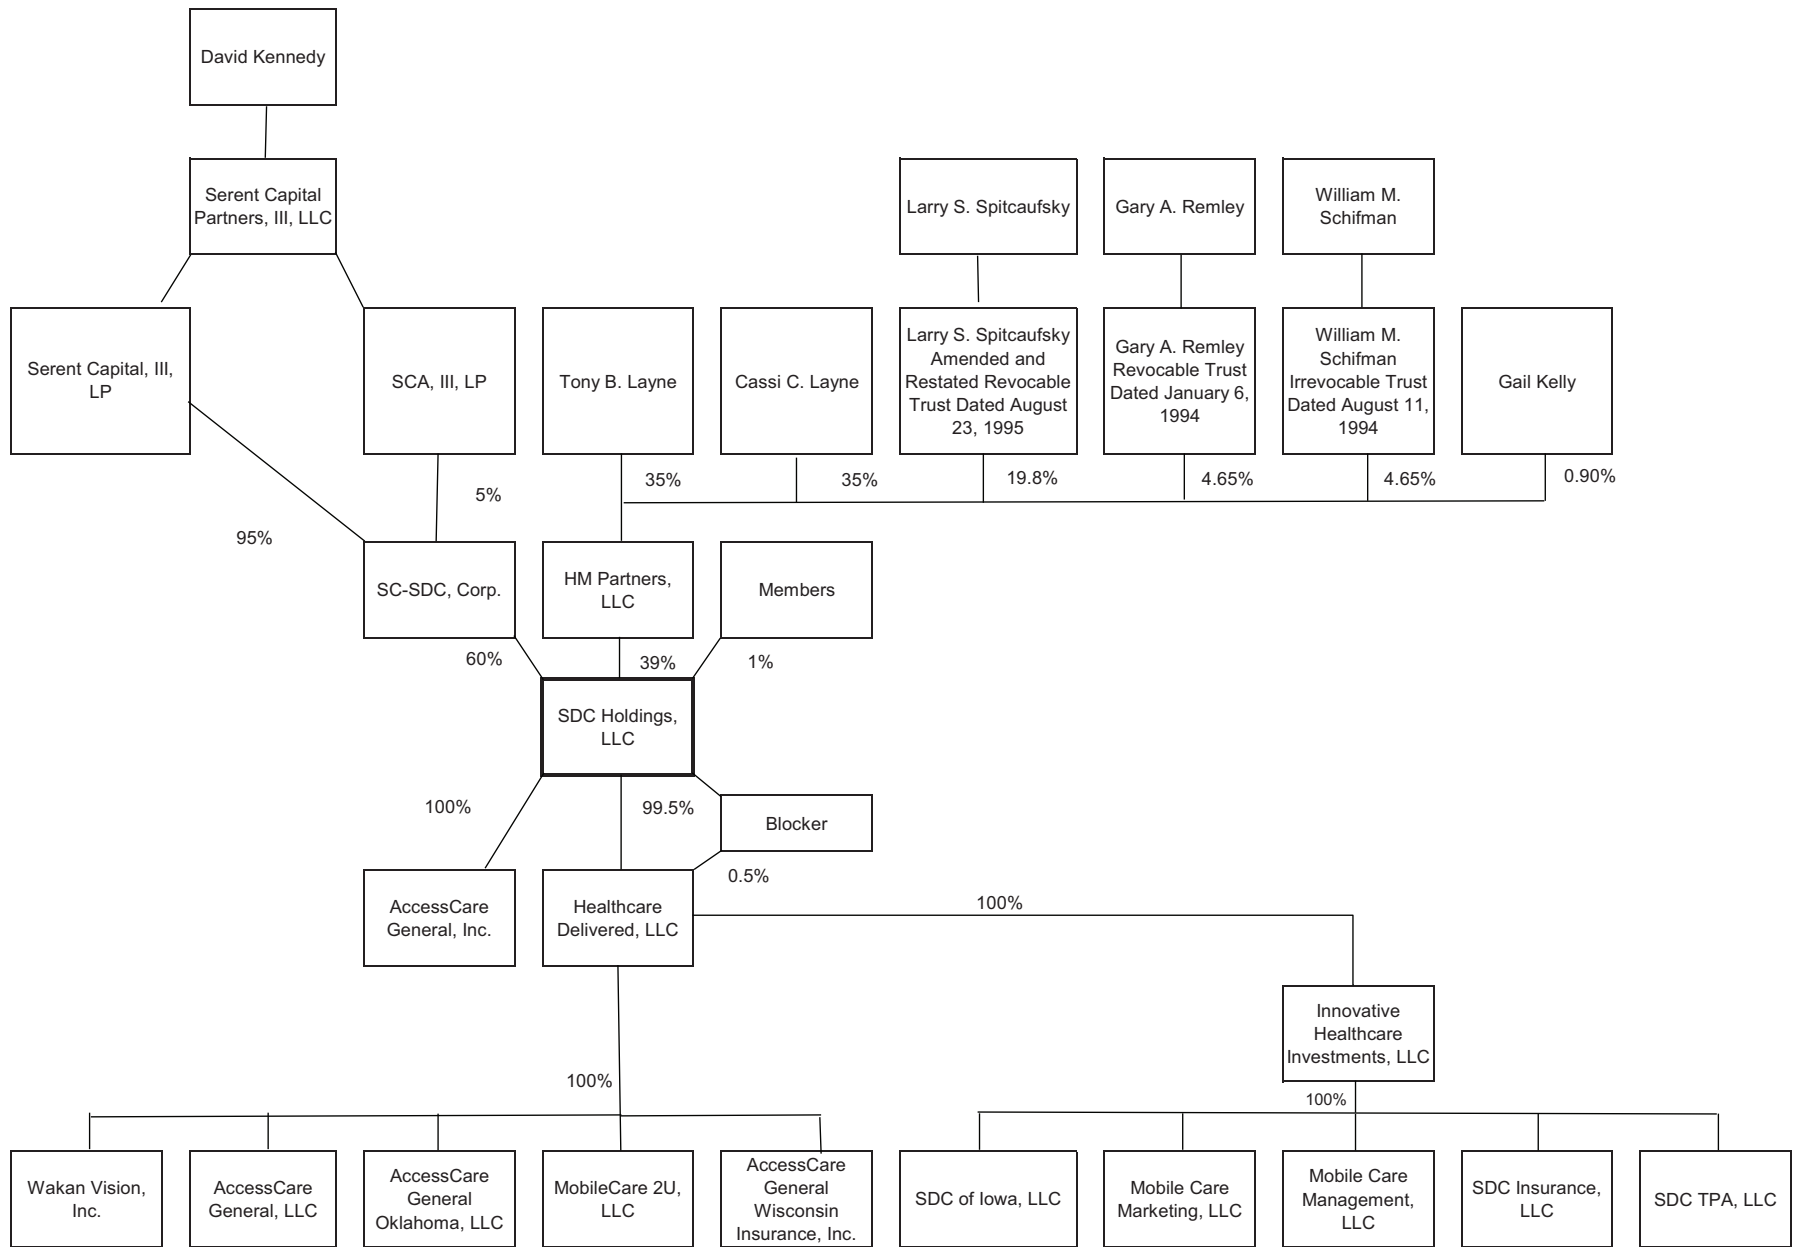 David Kennedy
Serent Capital
Partners, III, LLC
Larry S. Spitcaufsky
Gary A. Remley
William M.
Schifman
Serent Capital, III,
LP
SCA, III, LP
Tony B. Layne
Cassi C. Layne
Larry S. Spitcaufsky
Amended and
Restated Revocable
Trust Dated August
23, 1995
Gary A. Remley
Revocable Trust
Dated January 6,
1994
William M.
Schifman
Irrevocable Trust
Dated August 11,
1994
Gail Kelly
95%
5%
35%
35%
19.8%
4.65%
4.65%
0.90%
SC-SDC, Corp.
HM Partners,
LLC
Members
60%
39%
1%
SDC Holdings,
LLC
100%
99.5%
Blocker
0.5%
AccessCare
General, Inc.
Healthcare
Delivered, LLC
100%
Innovative
Healthcare
Investments, LLC
100%
100%
Wakan Vision,
Inc.
AccessCare
General, LLC
AccessCare
General
Oklahoma, LLC
MobileCare 2U,
LLC
AccessCare
General
Wisconsin
Insurance, Inc.
SDC of Iowa, LLC
Mobile Care
Marketing, LLC
Mobile Care
Management,
LLC
SDC Insurance,
LLC
SDC TPA, LLC